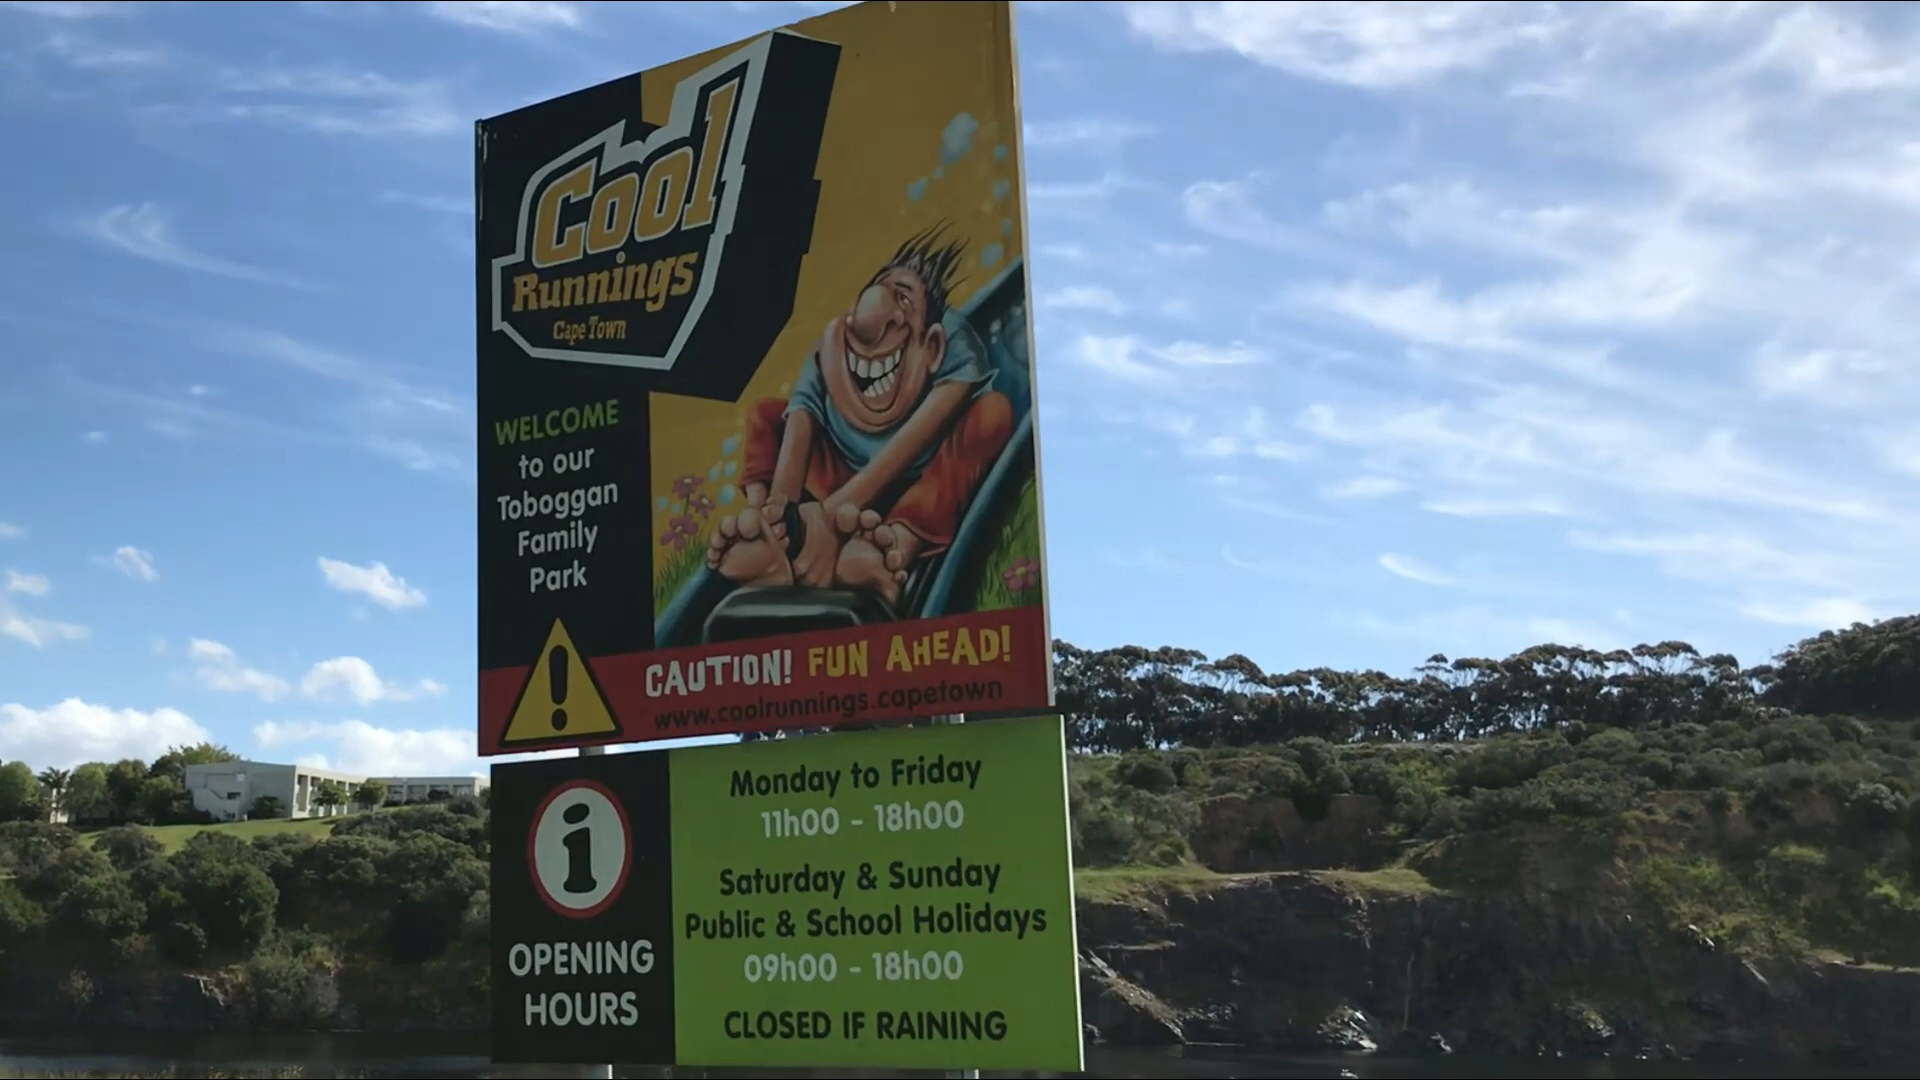 Cool
Runnings
Cape Town
WELCOME
to our
Toboggan
Family
Park
!
CAUTION! FUN AHEAD!
www.coolrunnings.capetown
i
OPENING
HOURS
Monday to Friday
11h00 - 18h00
Saturday & Sunday
Public & School Holidays
09h00 - 18h00
CLOSED IF RAINING